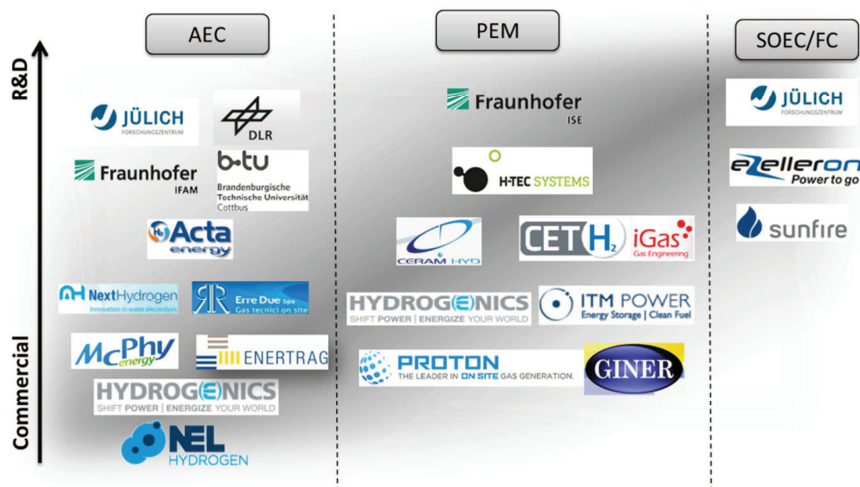 AEC
PEM
SOEC/FC
R&D
Commercial
JÜLICH
FORSCHUNGSZENTRUM
DLR
Fraunhofer
IFAM
b-tu
Brandenburgische
Technische Universität
Cottbus
H₂ Acta
energy
NextHydrogen
Innovation in water electrolysis
Erre Due spa
Gas tecnici on site
McPhy
energy
ENERTRAG
HYDROGENICS
SHIFT POWER | ENERGIZE YOUR WORLD
NEL
HYDROGEN
Fraunhofer
ISE
H-TEC SYSTEMS
CERAM HYD
CETH₂
iGas
Gas Engineering
HYDROGENICS
SHIFT POWER | ENERGIZE YOUR WORLD
ITM POWER
Energy Storage | Clean Fuel
PROTON
THE LEADER IN ON SITE GAS GENERATION.
GINER
JÜLICH
FORSCHUNGSZENTRUM
eZelleron
Power to go
sunfire